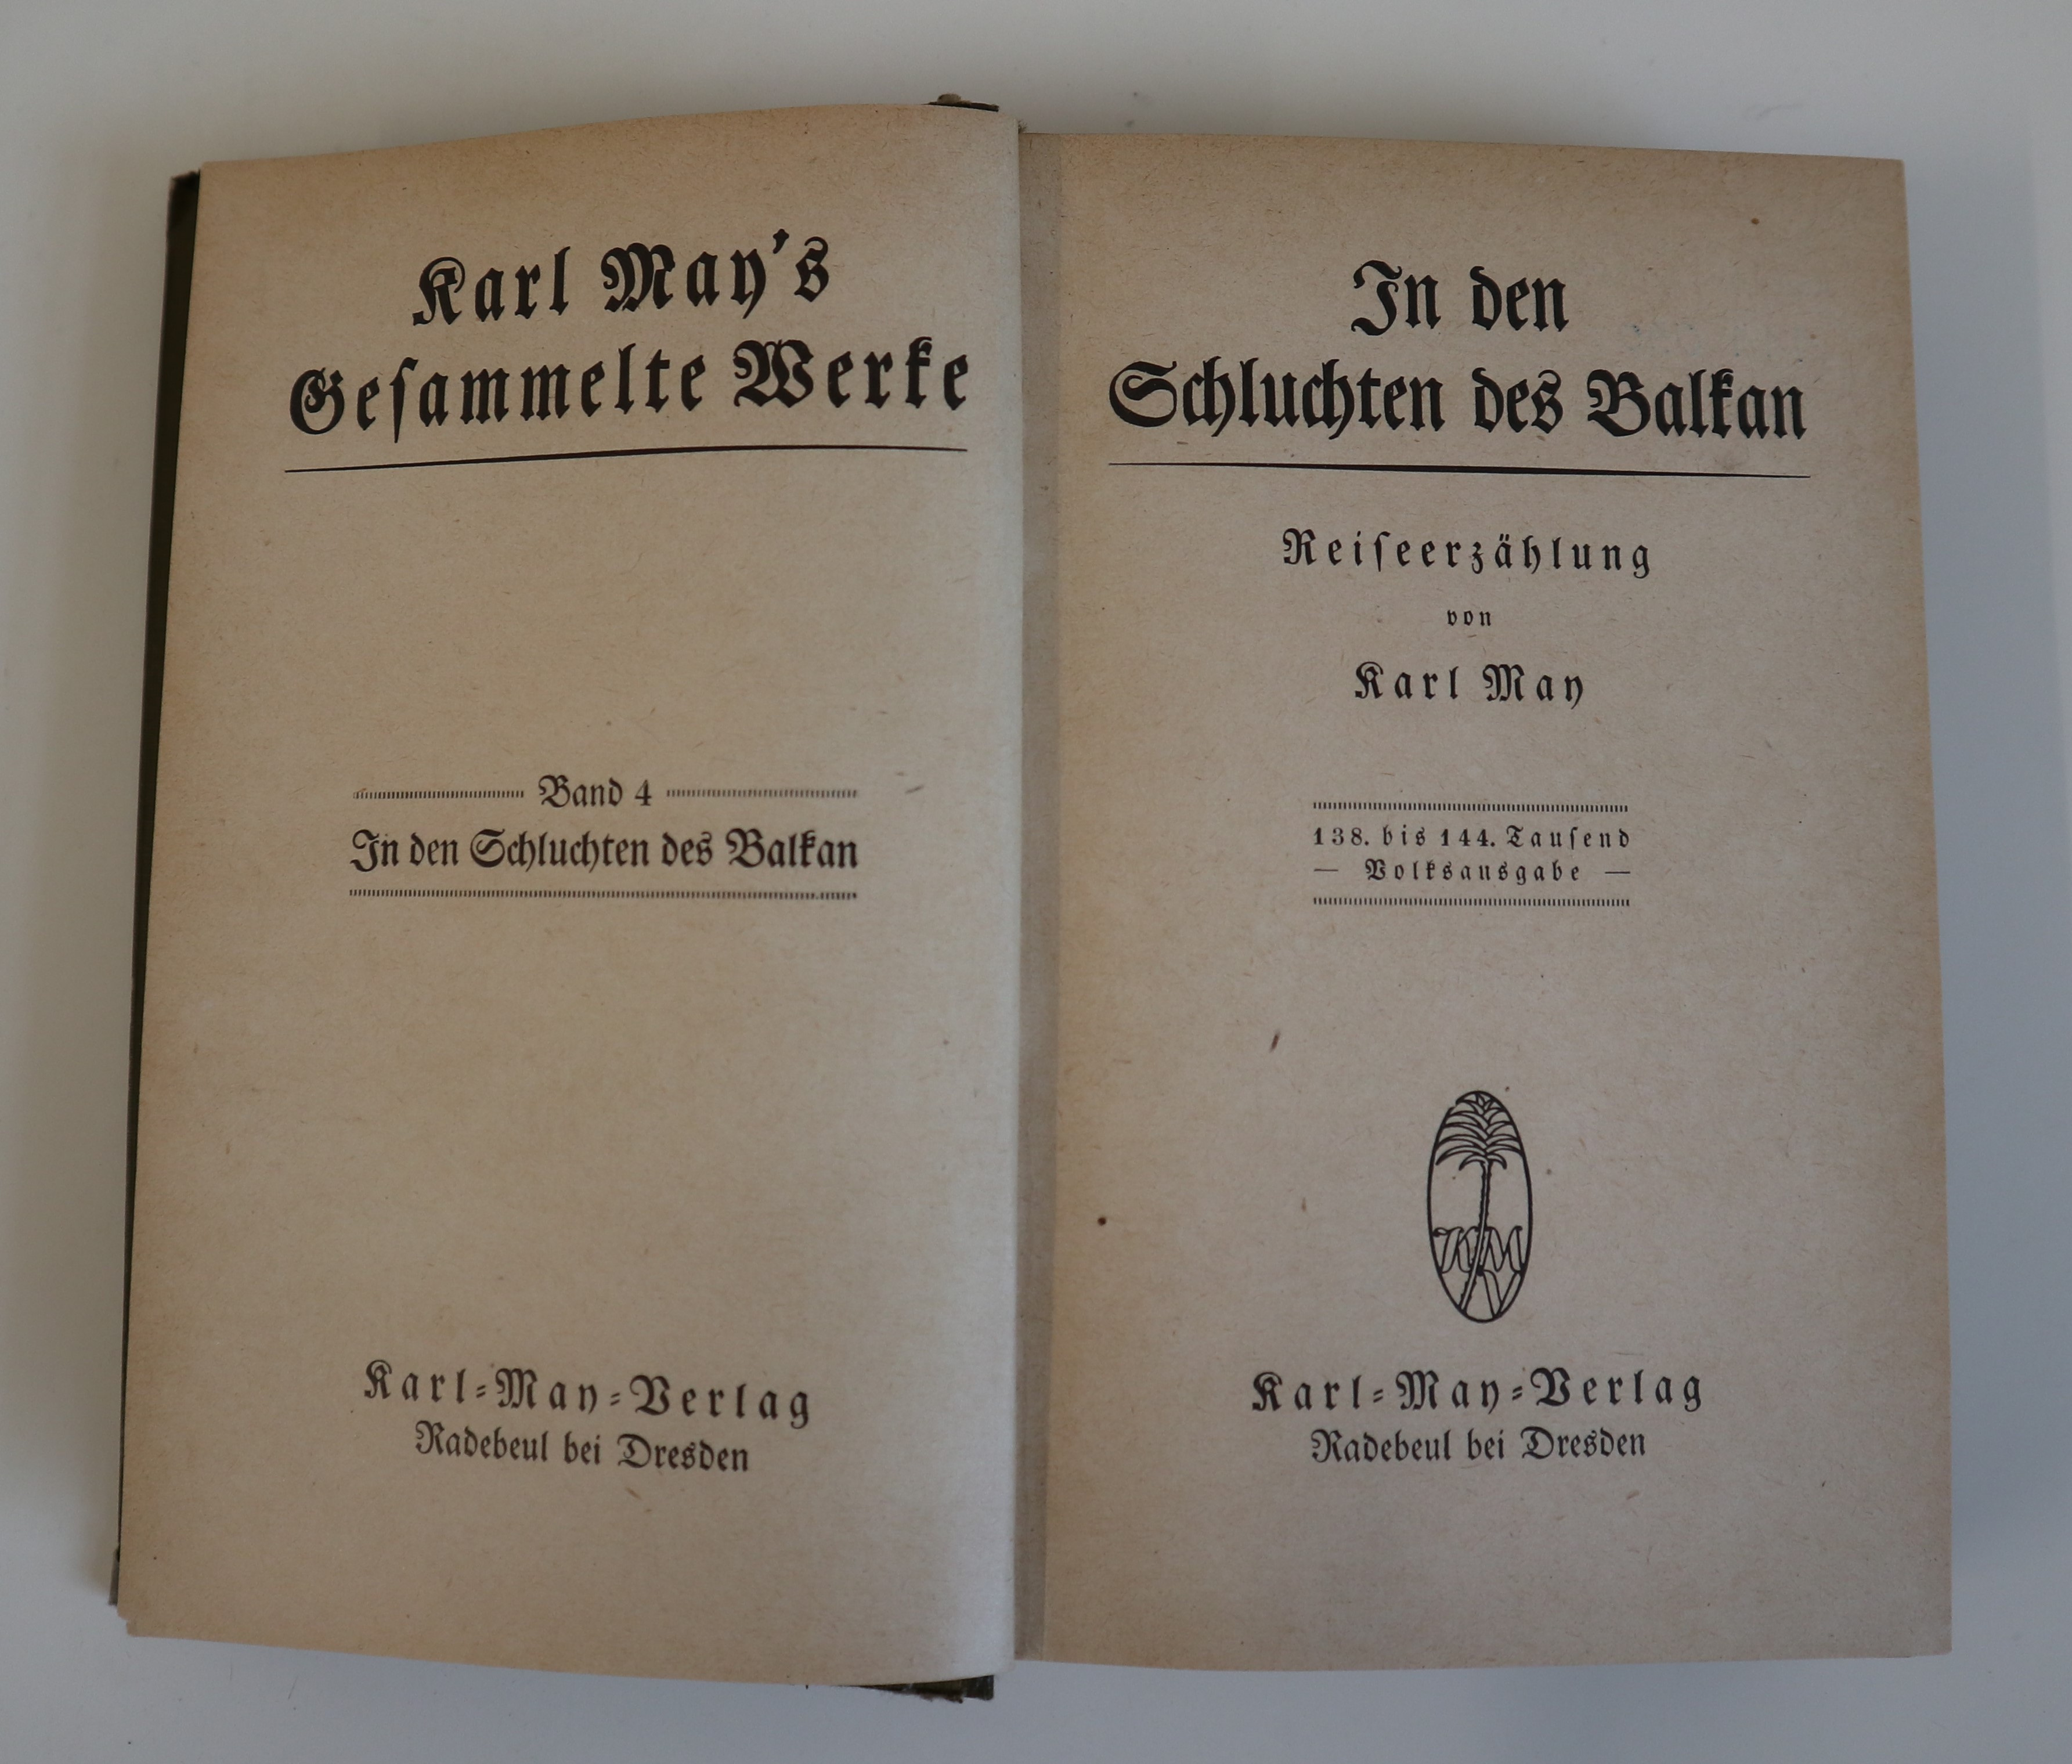 Karl May's
Gesammelte Werke
Band 4
In den Schluchten des Balkan
Karl-May-Verlag
Radebeul bei Dresden
In den
Schluchten des Balkan
Reiseerzählung
von
Karl May
138. bis 144. Tausend
— Volksausgabe —
KM
V
Karl-May-Verlag
Radebeul bei Dresden